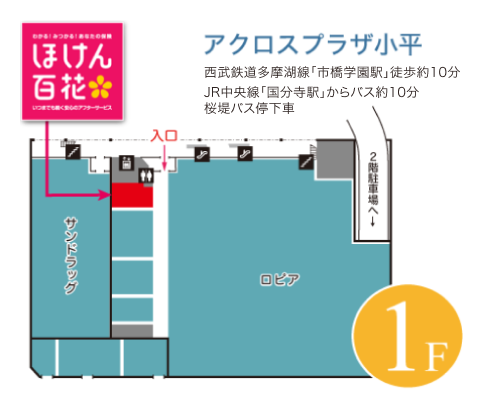 わかる!みつかる!あなたの保険
ほけん
百花
いつまでも続く安心のアフターサービス
アクロスプラザ小平
西武鉄道多摩湖線「市橋学園駅」徒歩約10分
JR中央線「国分寺駅」からバス約10分
桜堤バス停下車
入口
2階駐車場へ→
サンドラッグ
ロピア
1F